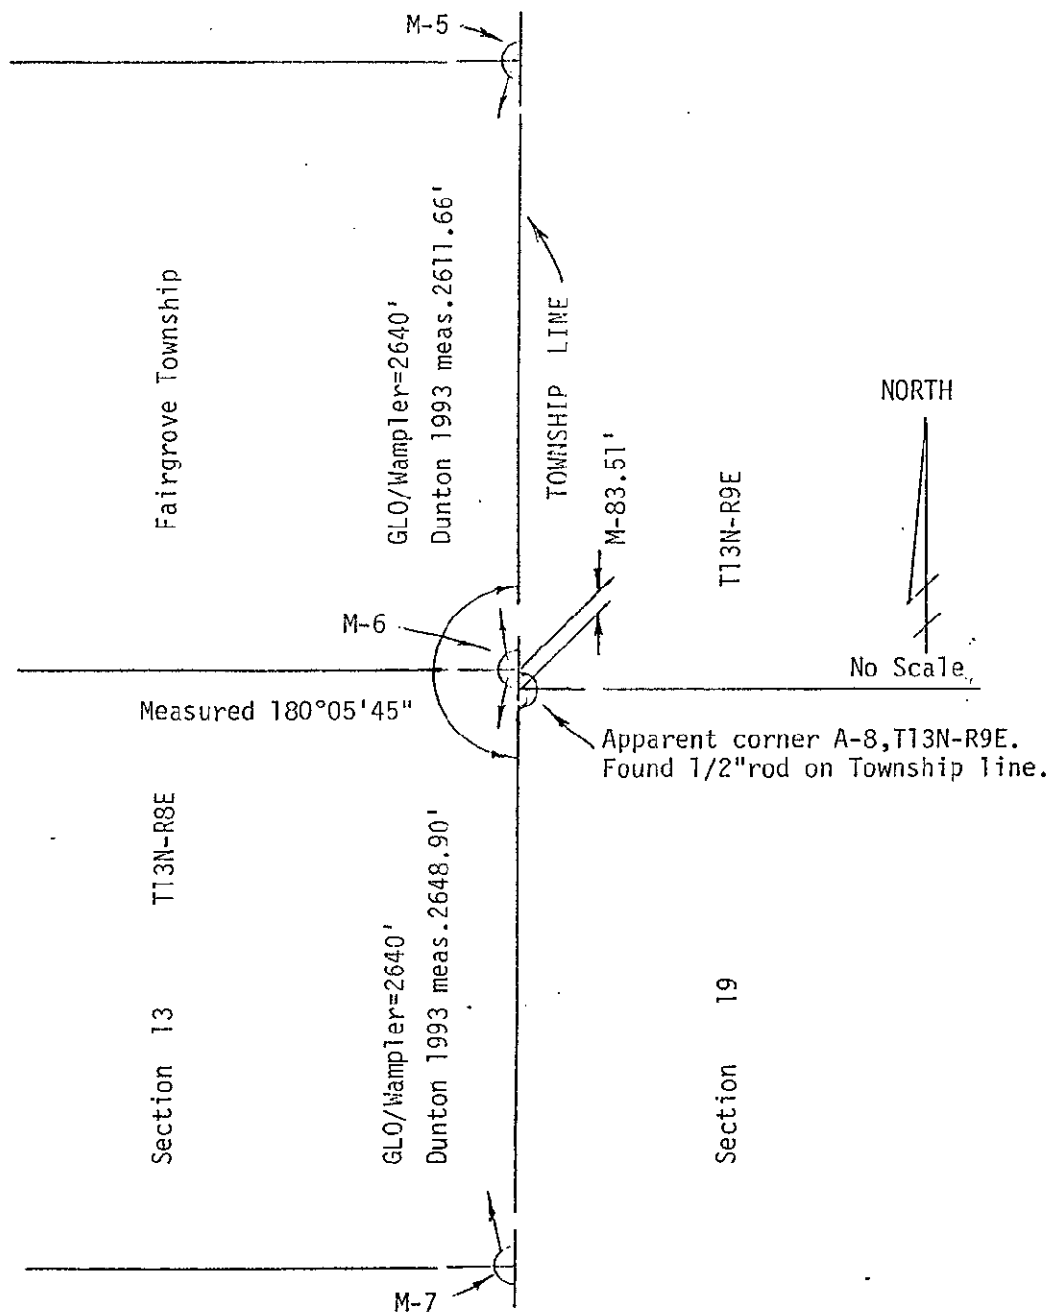 M-5
Fairgrove Township
GLO/Wampler=2640'
Dunton 1993 meas.2611.66'
TOWNSHIP LINE
M-83.51'
T13N-R9E
NORTH
No Scale
M-6
Measured 180°05'45"
Apparent corner A-8,T13N-R9E.
Found 1/2"rod on Township line.
Section 13 T13N-R8E
GLO/Wampler=2640'
Dunton 1993 meas.2648.90'
Section 19
M-7